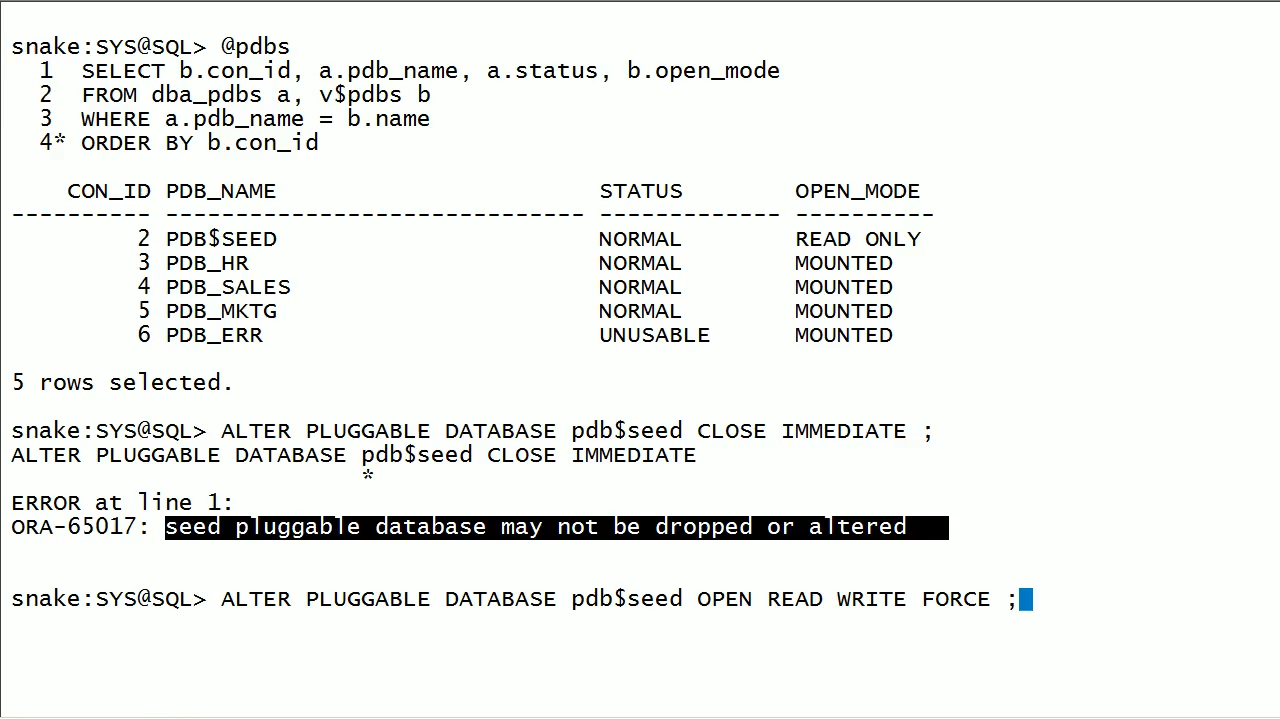 snake:SYS@SQL> @pdbs
  1  SELECT b.con_id, a.pdb_name, a.status, b.open_mode
  2  FROM dba_pdbs a, v$pdbs b
  3  WHERE a.pdb_name = b.name
  4* ORDER BY b.con_id
    CON_ID PDB_NAME                       STATUS        OPEN_MODE
---------- ------------------------------ ------------- ----------
         2 PDB$SEED                       NORMAL        READ ONLY
         3 PDB_HR                         NORMAL        MOUNTED
         4 PDB_SALES                      NORMAL        MOUNTED
         5 PDB_MKTG                       NORMAL        MOUNTED
         6 PDB_ERR                        UNUSABLE      MOUNTED
5 rows selected.
snake:SYS@SQL> ALTER PLUGGABLE DATABASE pdb$seed CLOSE IMMEDIATE ;
ALTER PLUGGABLE DATABASE pdb$seed CLOSE IMMEDIATE
                         *
ERROR at line 1:
ORA-65017: seed pluggable database may not be dropped or altered
snake:SYS@SQL> ALTER PLUGGABLE DATABASE pdb$seed OPEN READ WRITE FORCE ;